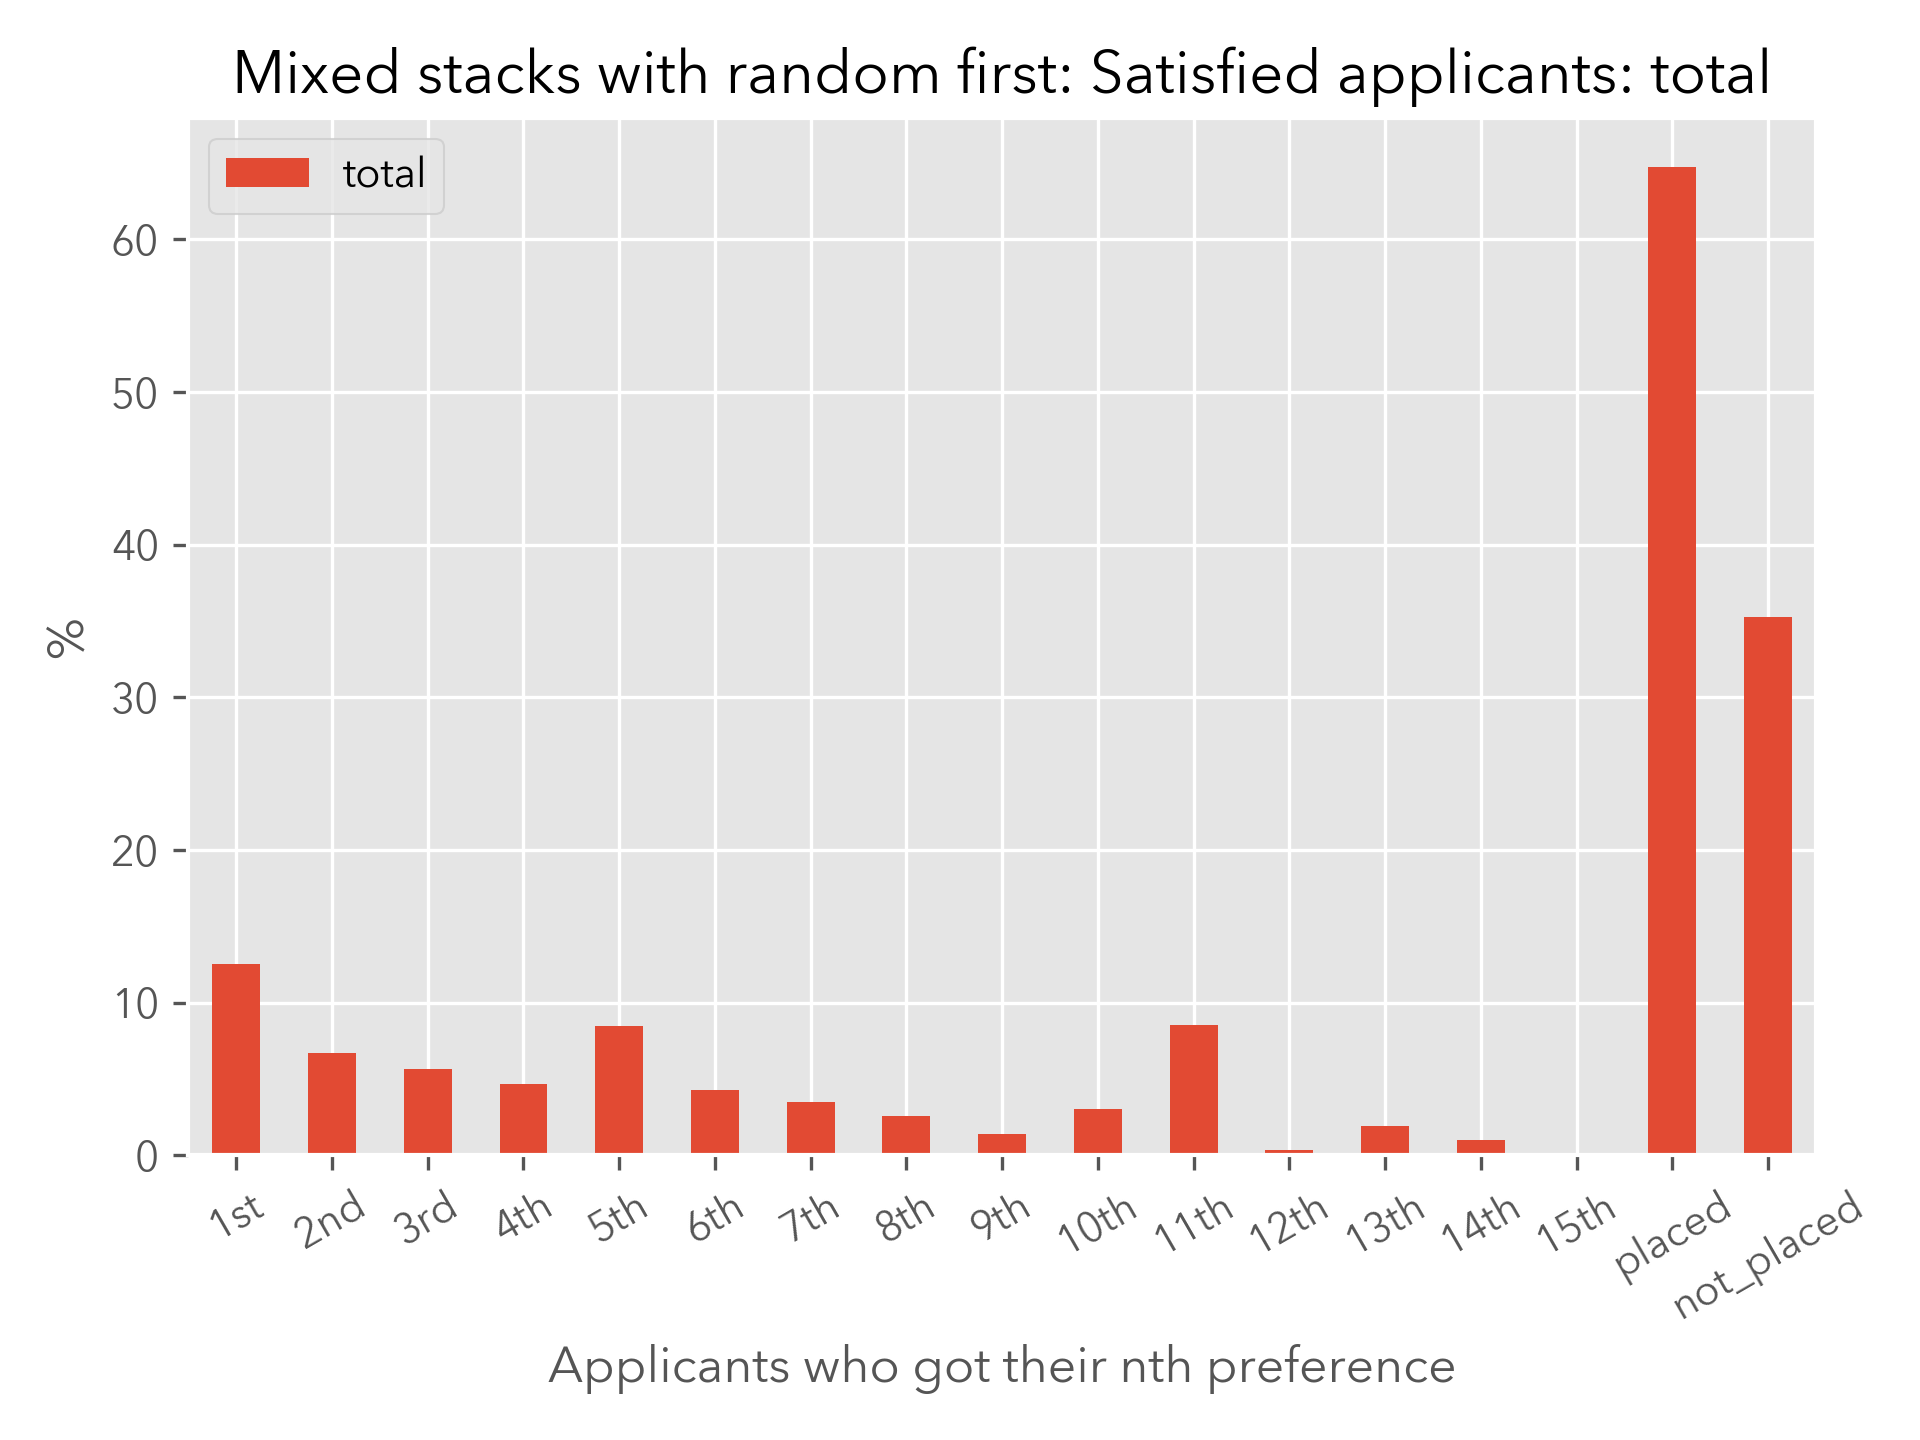 Mixed stacks with random first: Satisfied applicants: total
total
60
50
40
30
20
10
0
%
1st
2nd
3rd
4th
5th
6th
7th
8th
9th
10th
11th
12th
13th
14th
15th
placed
not_placed
Applicants who got their nth preference